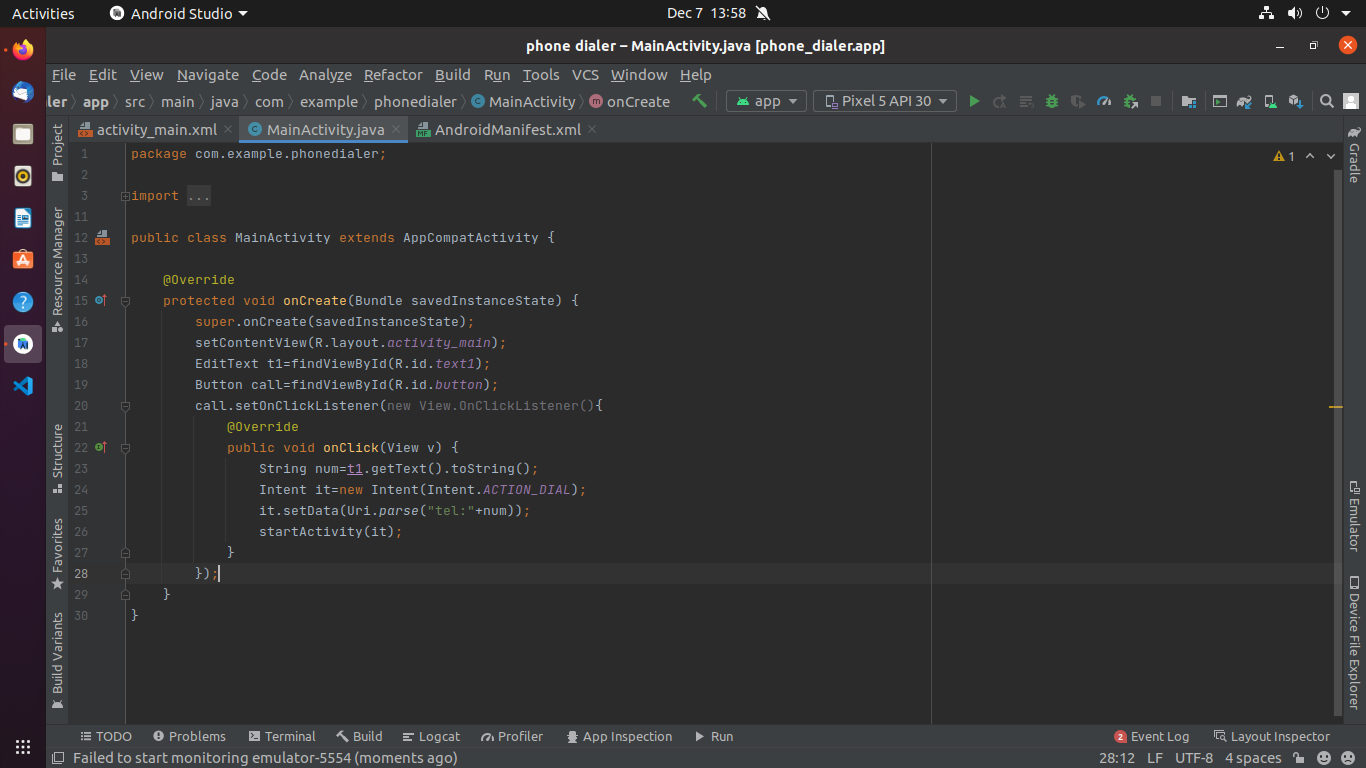 Activities Android Studio Dec 7 13:58
phone dialer – MainActivity.java [phone_dialer.app]
File Edit View Navigate Code Analyze Refactor Build Run Tools VCS Window Help
ler app src main java com example phonedialer MainActivity onCreate app Pixel 5 API 30
activity_main.xml MainActivity.java AndroidManifest.xml
Project
Resource Manager
Structure
Favorites
Build Variants
1 package com.example.phonedialer;
2
3 import ...
11
12 public class MainActivity extends AppCompatActivity {
13
14 @Override
15 protected void onCreate(Bundle savedInstanceState) {
16 super.onCreate(savedInstanceState);
17 setContentView(R.layout.activity_main);
18 EditText t1=findViewById(R.id.text1);
19 Button call=findViewById(R.id.button);
20 call.setOnClickListener(new View.OnClickListener(){
21 @Override
22 public void onClick(View v) {
23 String num=t1.getText().toString();
24 Intent it=new Intent(Intent.ACTION_DIAL);
25 it.setData(Uri.parse("tel:"+num));
26 startActivity(it);
27 }
28 });
29 }
30 }
1
Gradle
Emulator
Device File Explorer
TODO Problems Terminal Build Logcat Profiler App Inspection Run 2 Event Log Layout Inspector
Failed to start monitoring emulator-5554 (moments ago) 28:12 LF UTF-8 4 spaces